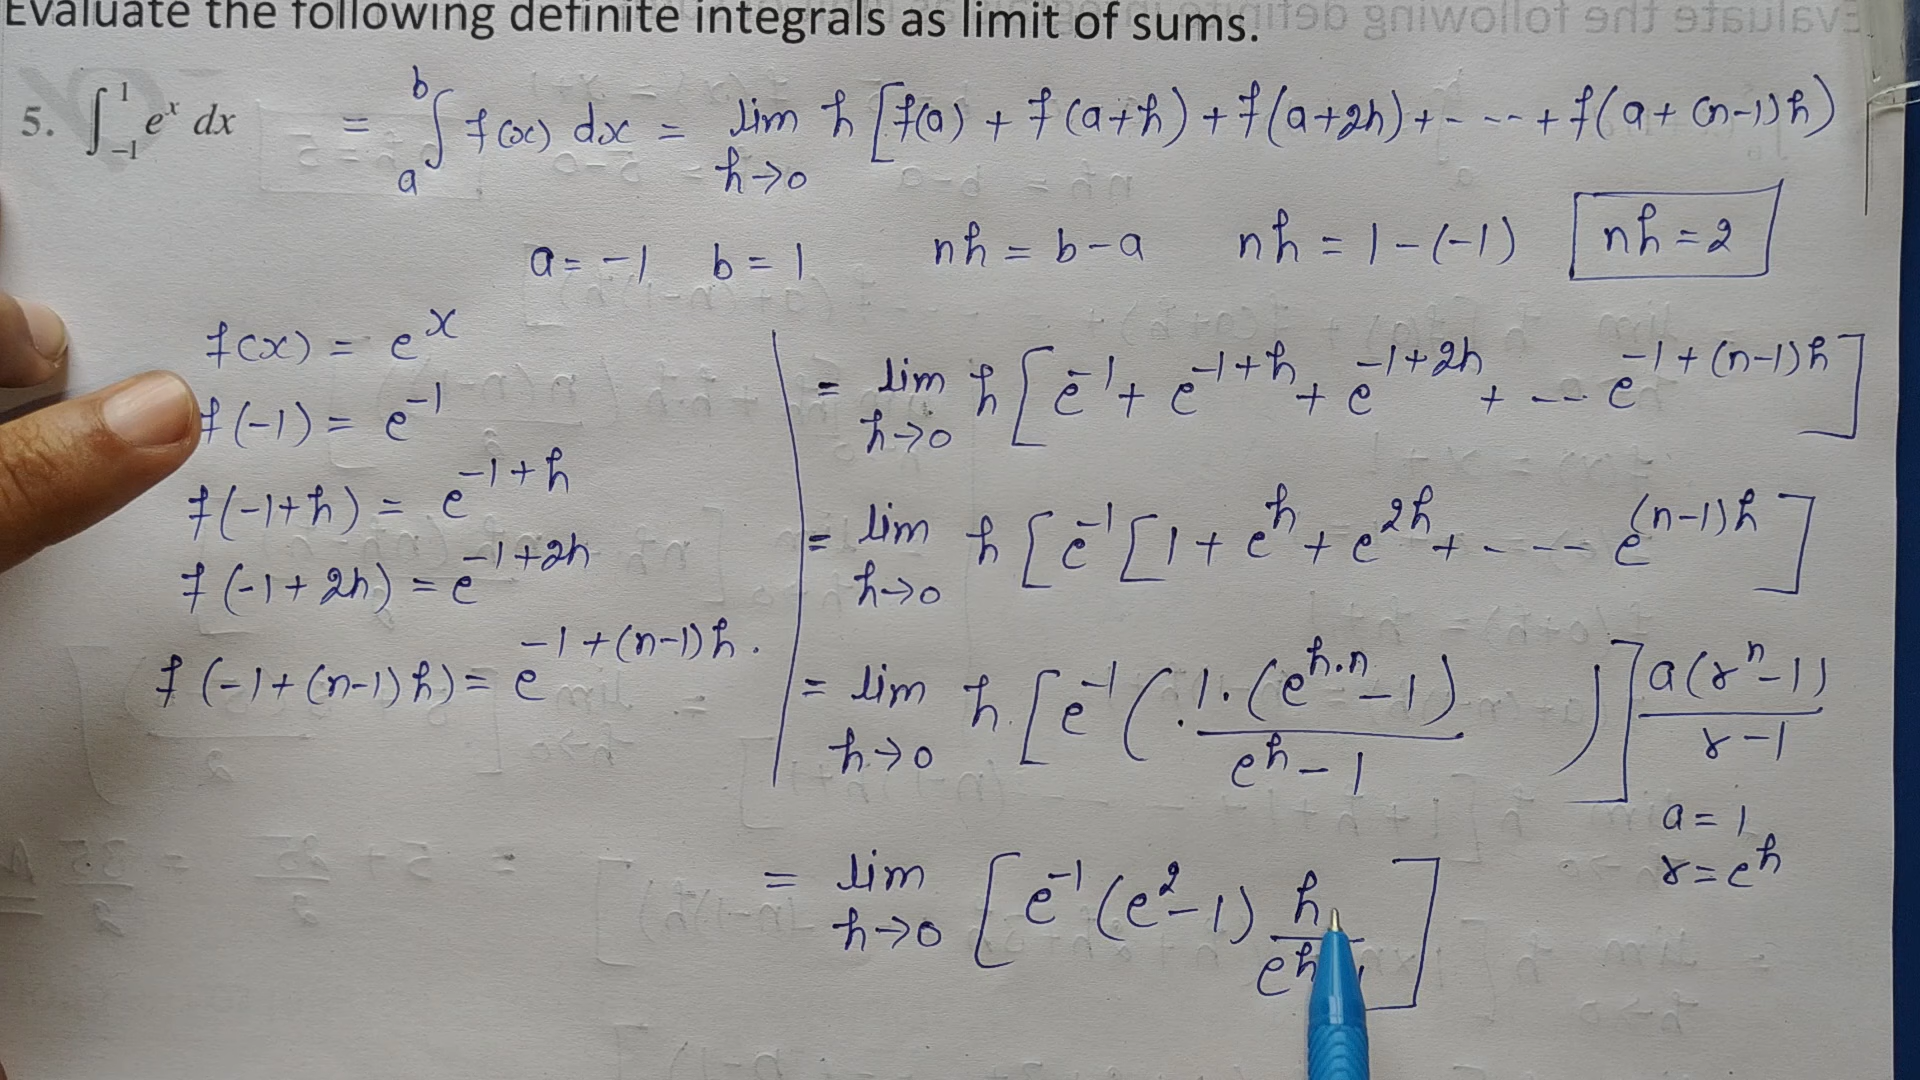 Evaluate the following definite integrals as limit of sums.
5. ∫_{-1}^{1} e^x dx = ∫_a^b f(x) dx = lim_{h→0} h [f(a) + f(a+h) + f(a+2h) + - -- + f(a+(n-1)h)
a = -1 b = 1 nh = b-a nh = 1-(-1) nh = 2
f(x) = e^x
f(-1) = e^{-1}
f(-1+h) = e^{-1+h}
f(-1+2h) = e^{-1+2h}
f(-1+(n-1)h) = e^{-1+(n-1)h}.
= lim_{h→0} h [e^{-1} + e^{-1+h} + e^{-1+2h} + - -- e^{-1+(n-1)h}]
= lim_{h→0} h [e^{-1} [1 + e^h + e^{2h} + - -- e^{(n-1)h}]
= lim_{h→0} h. [e^{-1} (. 1.(e^{h.n} -1) / e^h -1 )] a(r^n -1) / r-1
a = 1
r = e^h
= lim_{h→0} [e^{-1} (e^2 -1) h / e^h ]